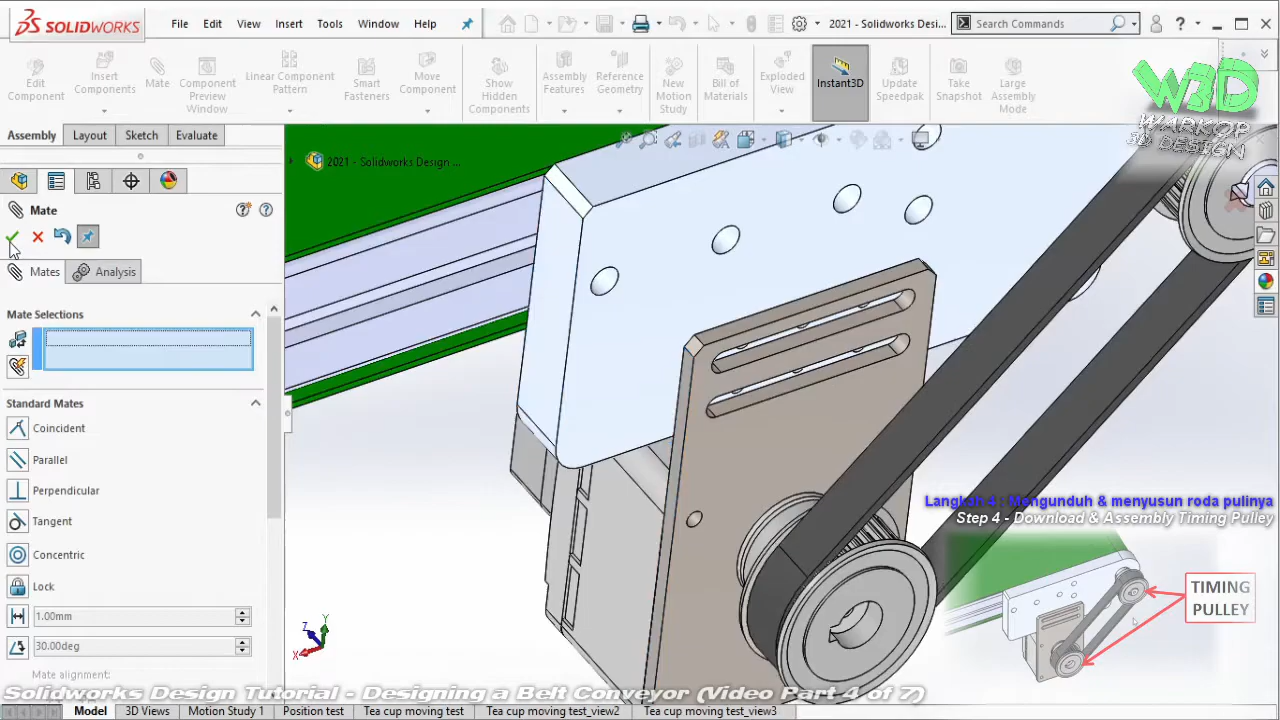 SOLIDWORKS
File Edit View Insert Tools Window Help
2021 - Solidworks Desi... *
Search Commands
Edit
Component
Insert
Components
Mate
Component
Preview
Window
Linear Component
Pattern
Smart
Fasteners
Move
Component
Show
Hidden
Components
Assembly
Features
Reference
Geometry
New
Motion
Study
Bill of
Materials
Exploded
View
Instant3D
Update
Speedpak
Take
Snapshot
Large
Assembly
Mode
W3D
WARKOP
3D DESIGN
Assembly Layout Sketch Evaluate
2021 - Solidworks Design ...
Mate
Mates Analysis
Mate Selections
Standard Mates
Coincident
Parallel
Perpendicular
Tangent
Concentric
Lock
1.00mm
30.00deg
Mate alignment:
Y
Z
X
Langkah 4 : Mengunduh & menyusun roda pulinya
Step 4 - Download & Assembly Timing Pulley
TIMING
PULLEY
Solidworks Design Tutorial - Designing a Belt Conveyor (Video Part 4 of 7)
Model 3D Views Motion Study 1 Position test Tea cup moving test Tea cup moving test_view2 Tea cup moving test_view3